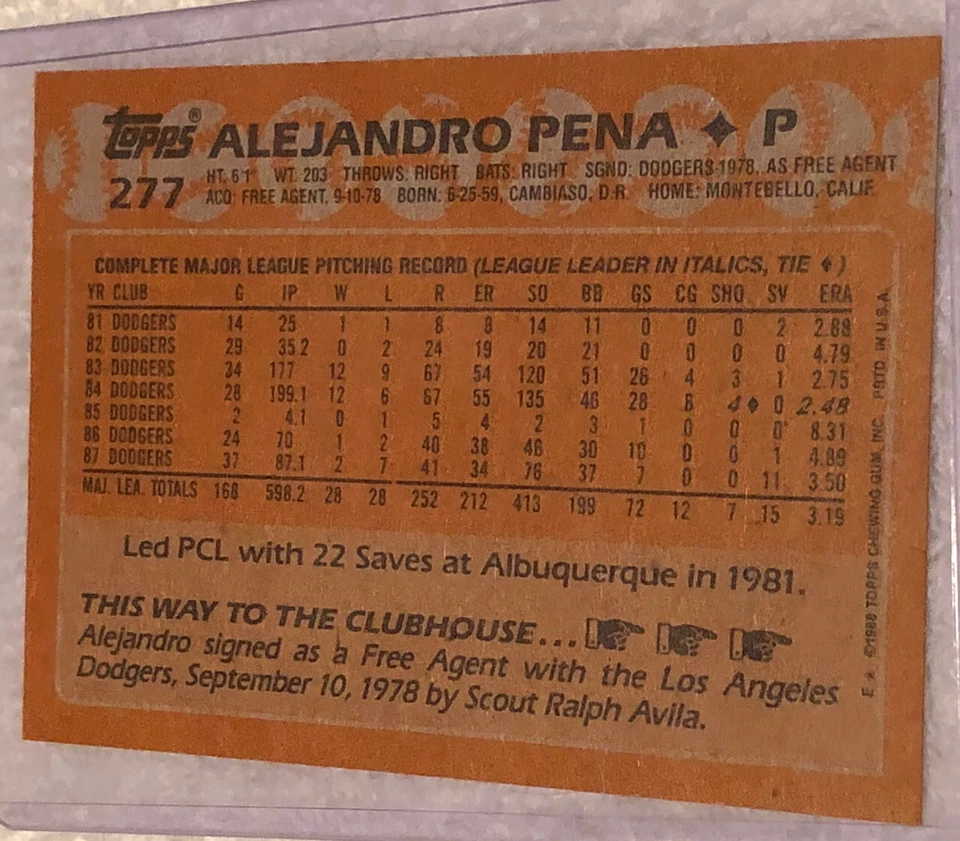 Topps® ALEJANDRO PENA ♦ P
277 HT: 6'1" WT. 203 THROWS: RIGHT BATS: RIGHT SGND: DODGERS-1978, AS FREE AGENT
ACQ: FREE AGENT, 9-10-78 BORN: 6-25-59, CAMBIASO, D.R. HOME: MONTEBELLO, CALIF.
COMPLETE MAJOR LEAGUE PITCHING RECORD (LEAGUE LEADER IN ITALICS, TIE ♦)
YR CLUB G IP W L R ER SO BB GS CG SHO SV ERA
81 DODGERS 14 25 1 1 8 8 14 11 0 0 0 2 2.88
82 DODGERS 29 35.2 0 2 24 19 20 21 0 0 0 0 4.79
83 DODGERS 34 177 12 9 67 54 120 51 26 4 3 1 2.75
84 DODGERS 28 199.1 12 6 67 55 135 46 28 8 4♦ 0 2.48
85 DODGERS 2 4.1 0 1 5 4 2 3 1 0 0 0 8.31
86 DODGERS 24 70 1 2 40 38 46 30 10 0 0 1 4.89
87 DODGERS 37 87.1 2 7 41 34 76 37 7 0 0 11 3.50
MAJ. LEA. TOTALS 168 598.2 28 28 252 212 413 199 72 12 7 15 3.19
Led PCL with 22 Saves at Albuquerque in 1981.
THIS WAY TO THE CLUBHOUSE...
Alejandro signed as a Free Agent with the Los Angeles
Dodgers, September 10, 1978 by Scout Ralph Avila.
E * ©1988 TOPPS CHEWING GUM, INC. PRTD. IN U.S.A.